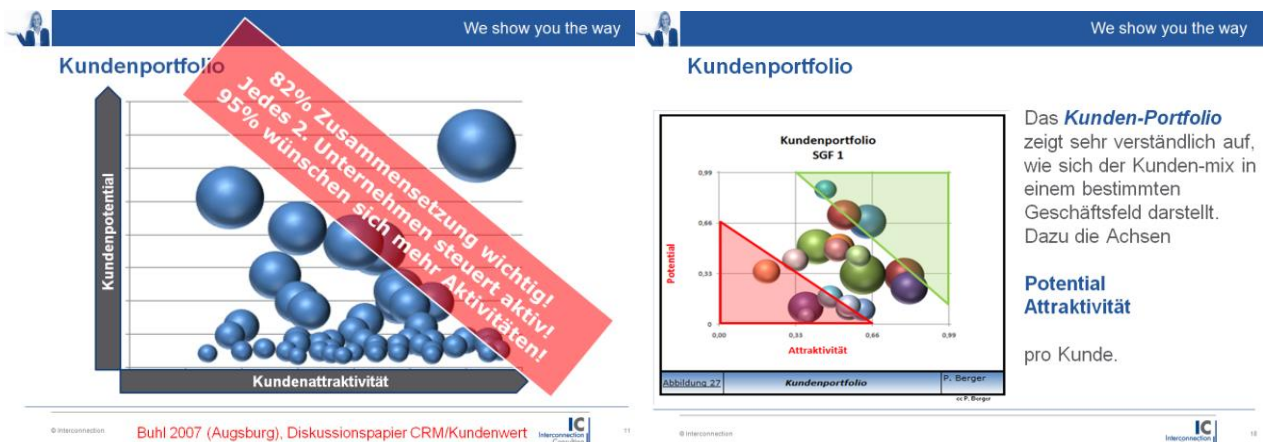 We show you the way
Kundenportfolio
82% Zusammensetzung wichtig!
Jedes 2. Unternehmen steuert aktiv!
95% wünschen sich mehr Aktivitäten!
Kundenpotential
Kundenattraktivität
© Interconnection
Buhl 2007 (Augsburg), Diskussionspapier CRM/Kundenwert
IC
Interconnection
Consulting
11
We show you the way
Kundenportfolio
Kundenportfolio
SGF 1
0,99
0,66
0,33
0
Potential
0,00
0,33
0,66
0,99
Attraktivität
Abbildung 27
Kundenportfolio
P. Berger
cc P. Berger
Das Kunden-Portfolio
zeigt sehr verständlich auf,
wie sich der Kunden-mix in
einem bestimmten
Geschäftsfeld darstellt.
Dazu die Achsen
Potential
Attraktivität
pro Kunde.
© Interconnection
IC
Interconnection
18